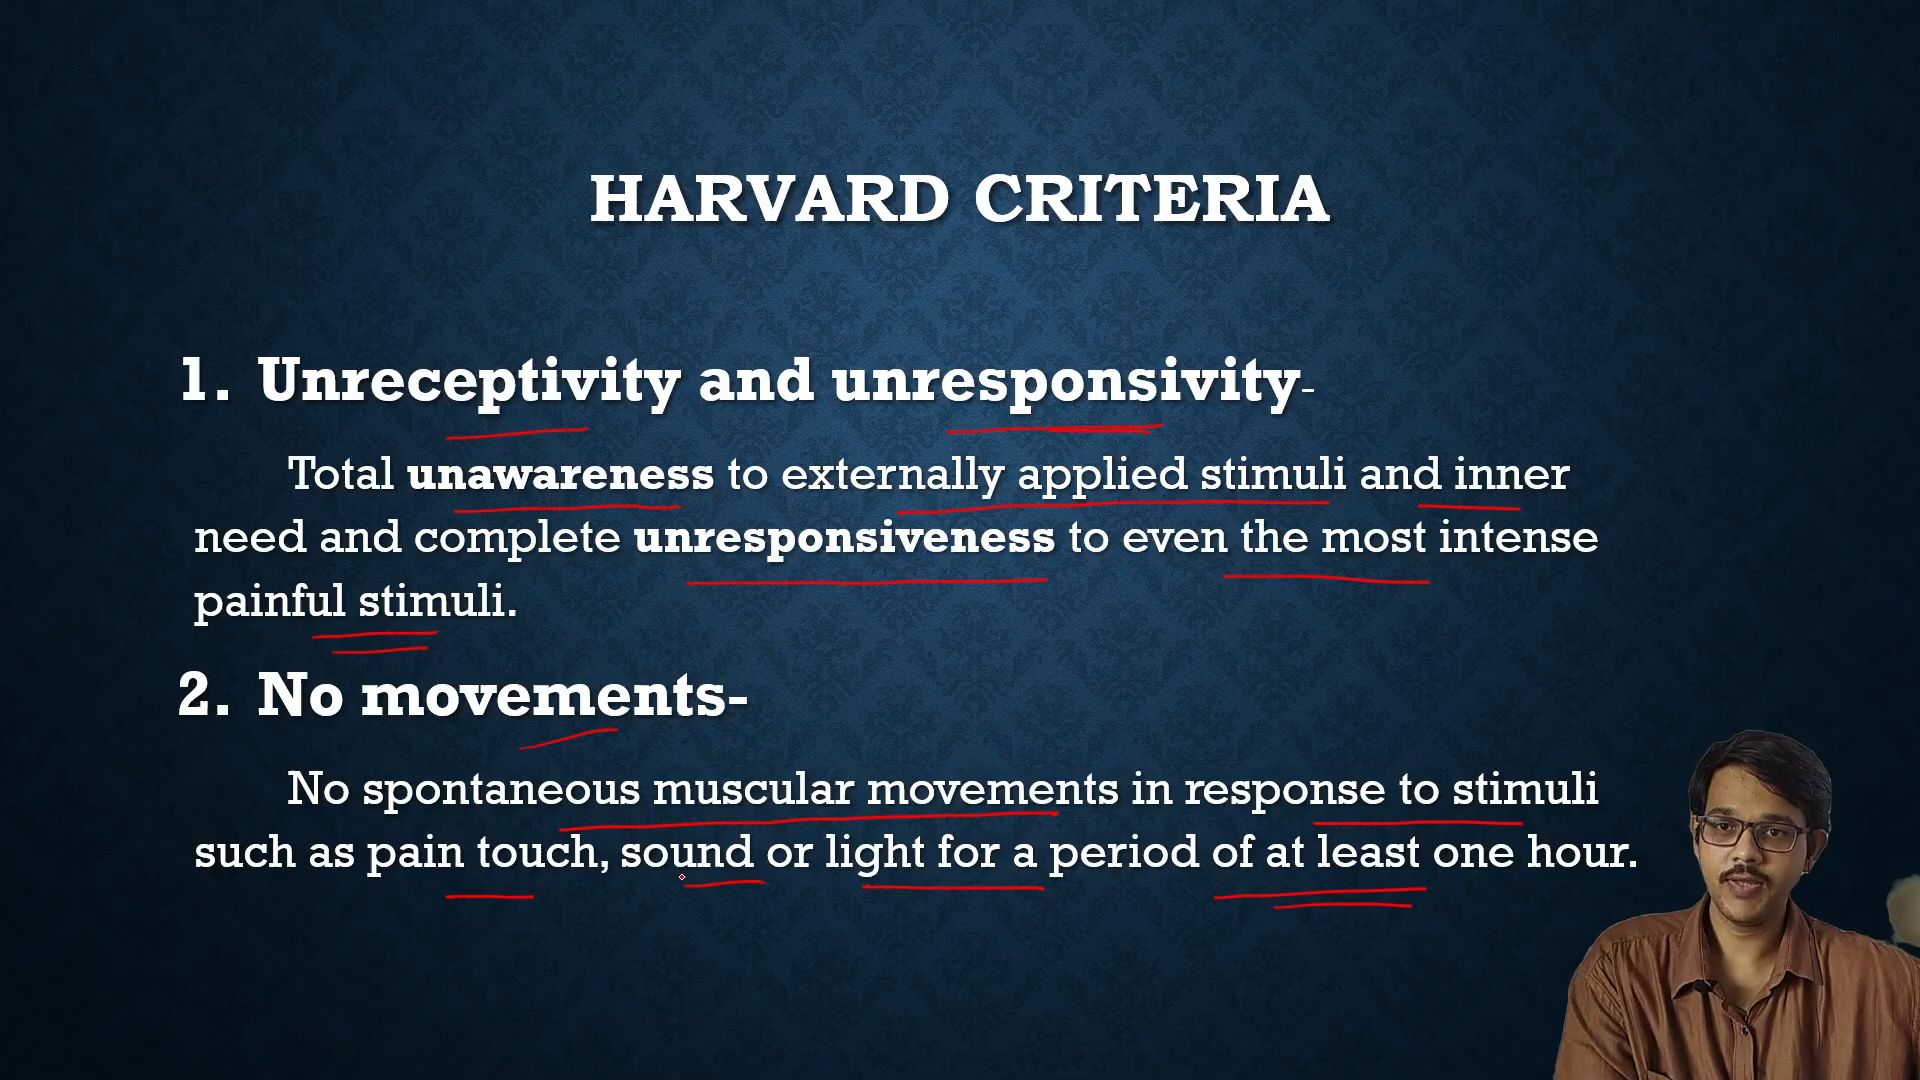 HARVARD CRITERIA
1. Unreceptivity and unresponsivity-
Total unawareness to externally applied stimuli and inner
need and complete unresponsiveness to even the most intense
painful stimuli.
2. No movements-
No spontaneous muscular movements in response to stimuli
such as pain touch, sound or light for a period of at least one hour.